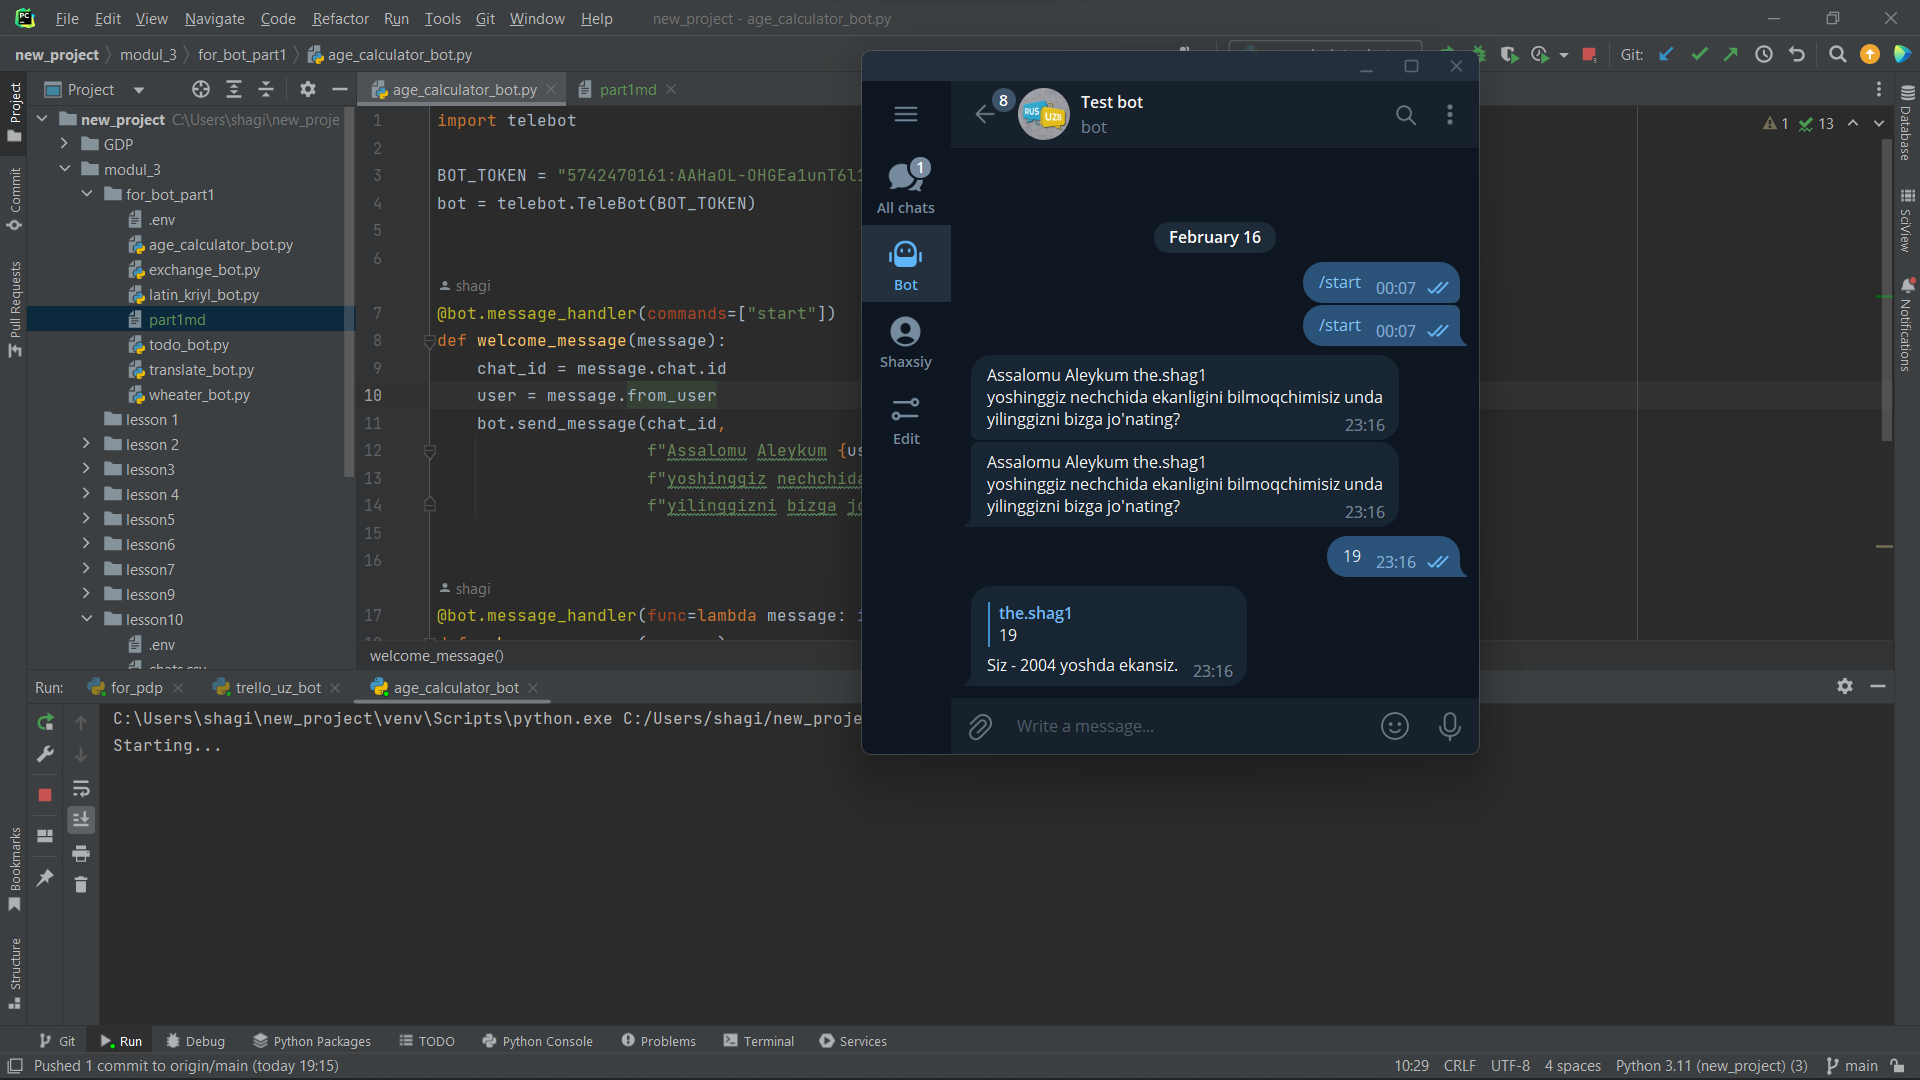 File Edit View Navigate Code Refactor Run Tools Git Window Help new_project - age_calculator_bot.py
new_project modul_3 for_bot_part1 age_calculator_bot.py
Git:
Project
age_calculator_bot.py
part1md
new_project C:\Users\shagi\new_proje
GDP
modul_3
for_bot_part1
.env
age_calculator_bot.py
exchange_bot.py
latin_kriyl_bot.py
part1md
todo_bot.py
translate_bot.py
wheater_bot.py
lesson 1
lesson 2
lesson3
lesson 4
lesson5
lesson6
lesson7
lesson9
lesson10
.env
Project
Commit
Pull Requests
Bookmarks
Structure
1 import telebot
2
3 BOT_TOKEN = "5742470161:AAHaOL-OHGEa1unT6l
4 bot = telebot.TeleBot(BOT_TOKEN)
5
6
shagi
7 @bot.message_handler(commands=["start"])
8 def welcome_message(message):
9 chat_id = message.chat.id
10 user = message.from_user
11 bot.send_message(chat_id,
12 f"Assalomu Aleykum {us
13 f"yoshinggiz nechchida
14 f"yilinggizni bizga jo
15
16
shagi
17 @bot.message_handler(func=lambda message: i
welcome_message()
1 13
Database
SciView
Notifications
8
RUS UZB
Test bot
bot
1
All chats
Bot
Shaxsiy
Edit
February 16
/start 00:07
/start 00:07
Assalomu Aleykum the.shag1
yoshinggiz nechchida ekanligini bilmoqchimisiz unda
yilinggizni bizga jo'nating?
23:16
Assalomu Aleykum the.shag1
yoshinggiz nechchida ekanligini bilmoqchimisiz unda
yilinggizni bizga jo'nating?
23:16
19 23:16
the.shag1
19
Siz - 2004 yoshda ekansiz. 23:16
Write a message...
Run: for_pdp trello_uz_bot age_calculator_bot
C:\Users\shagi\new_project\venv\Scripts\python.exe C:/Users/shagi/new_proje
Starting...
Git Run Debug Python Packages TODO Python Console Problems Terminal Services
Pushed 1 commit to origin/main (today 19:15)
10:29 CRLF UTF-8 4 spaces Python 3.11 (new_project) (3) main